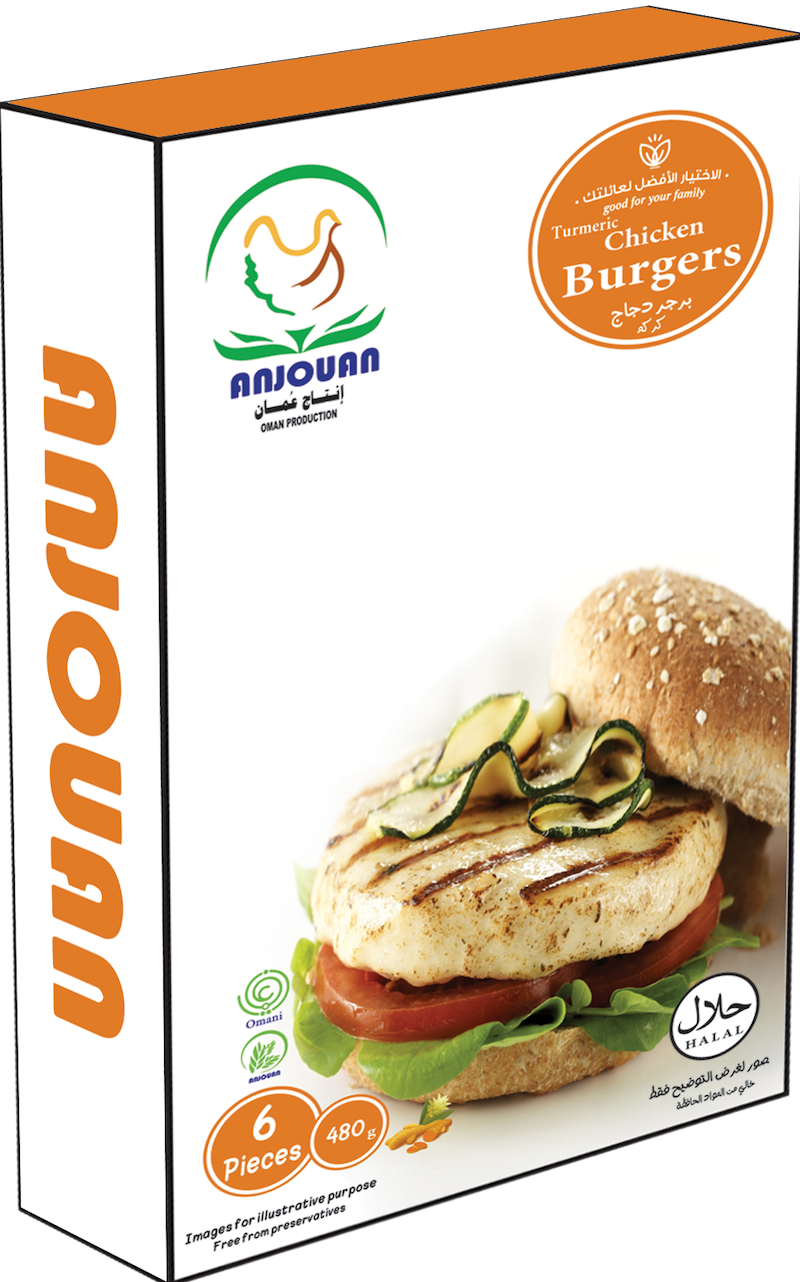 ANJOUAN
ANJOUAN
إنتاج عُمان
OMAN PRODUCTION
• الاختيار الأفضل لعائلتك •
good for your family
Turmeric
Chicken
Burgers
برجر دجاج
كركم
Omani
ANJOUAN
6
Pieces
480g
حلال
HALAL
صور لغرض التوضيح فقط
خالي من المواد الحافظة
Images for illustrative purpose
Free from preservatives